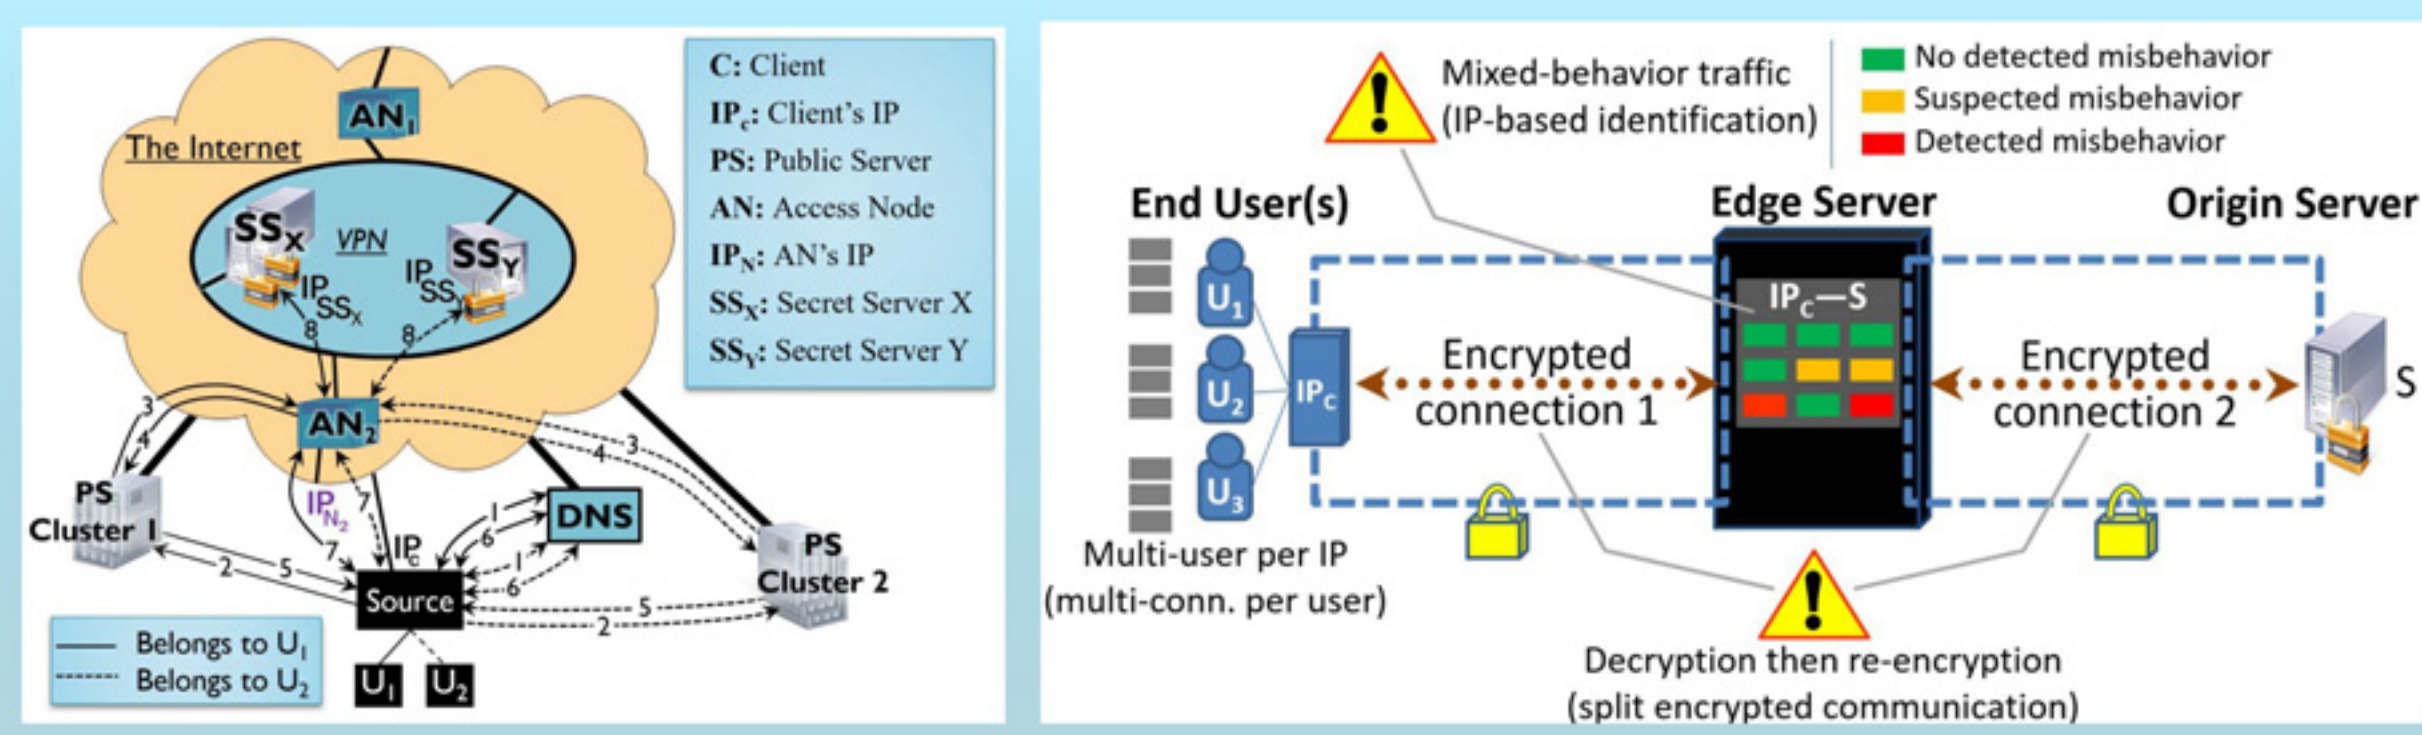 AN1
The Internet
SSX
VPN
SSY
IPSSX
IPSSY
8
8
AN2
3
4
3
4
PS
Cluster 1
IPN2
7
7
IPC
1
6
1
6
DNS
PS
Cluster 2
2
5
5
2
Source
U1
U2
Belongs to U1
Belongs to U2
C: Client
IPc: Client's IP
PS: Public Server
AN: Access Node
IPN: AN's IP
SSX: Secret Server X
SSY: Secret Server Y
Mixed-behavior traffic
(IP-based identification)
No detected misbehavior
Suspected misbehavior
Detected misbehavior
End User(s)
Edge Server
Origin Server
U1
U2
U3
IPC
IPC—S
Encrypted
connection 1
Encrypted
connection 2
S
Multi-user per IP
(multi-conn. per user)
Decryption then re-encryption
(split encrypted communication)